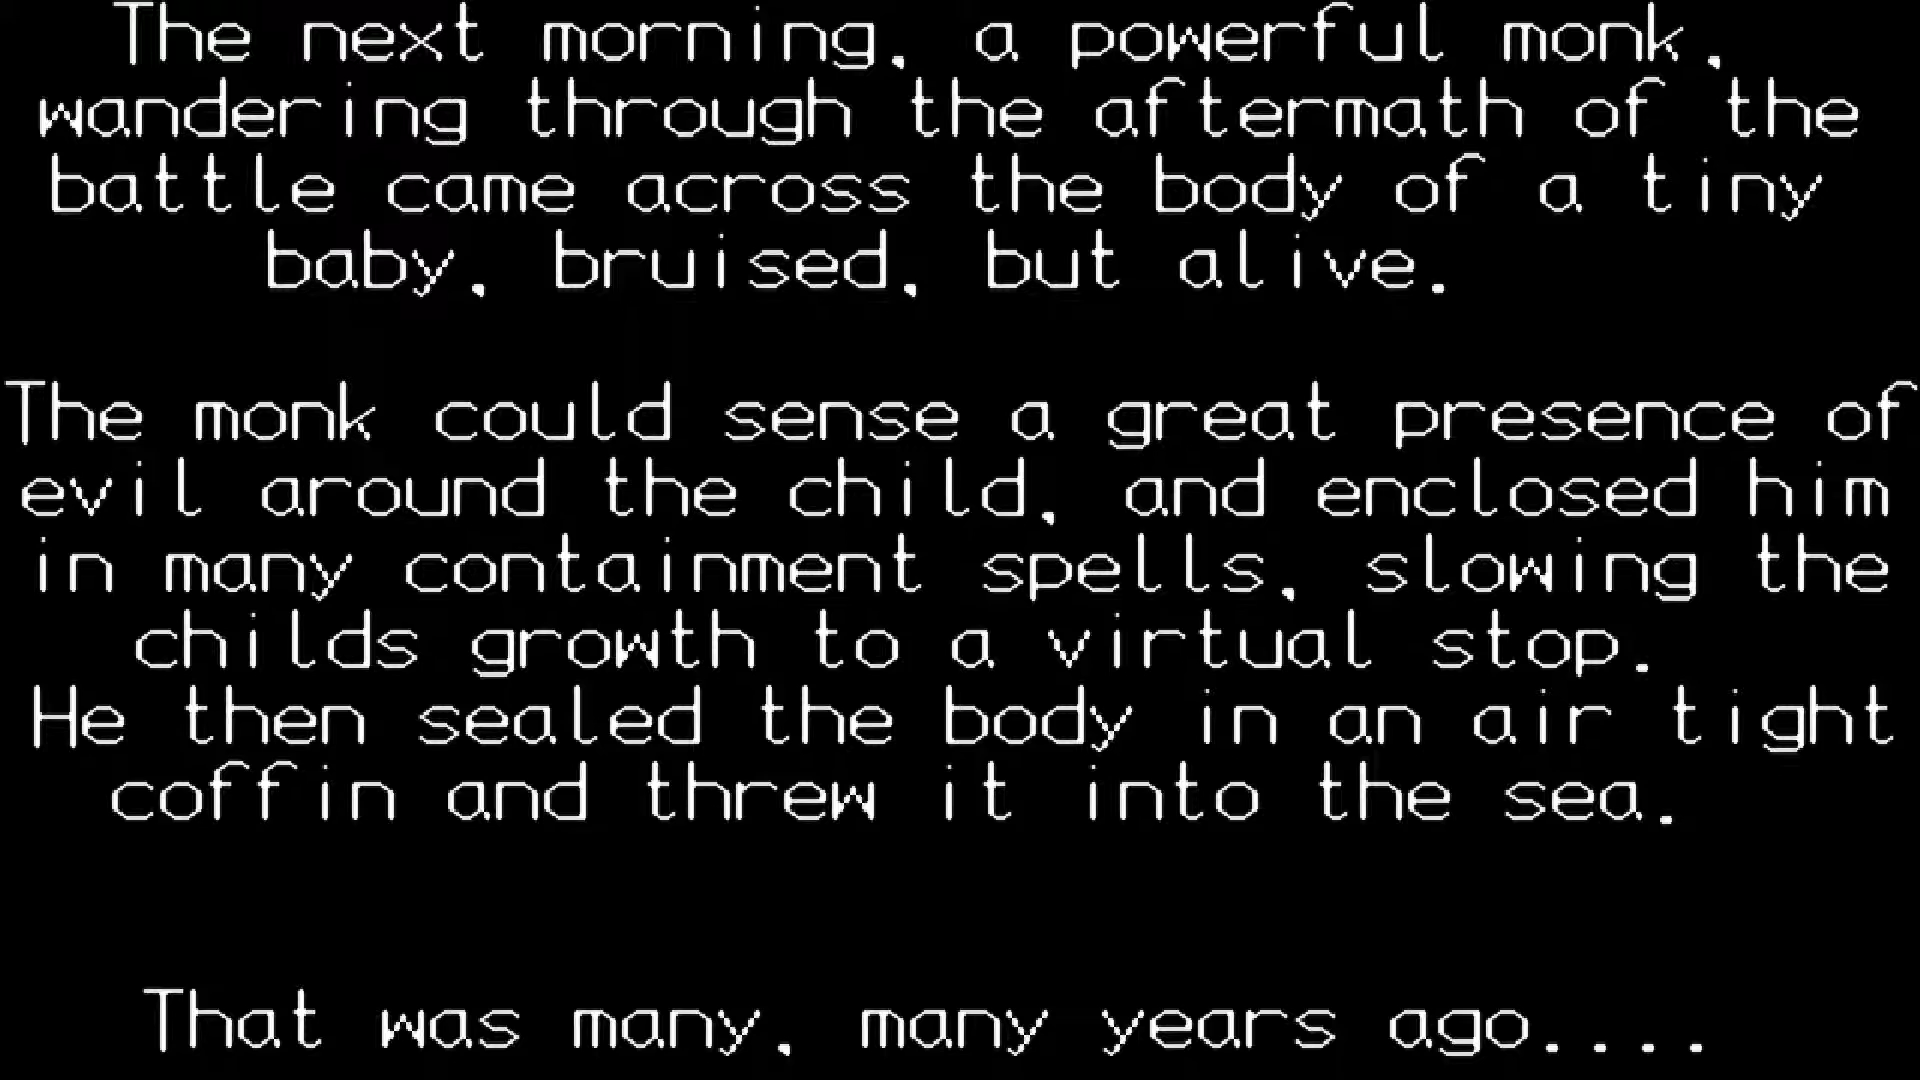 The next morning, a powerful monk,
wandering through the aftermath of the
battle came across the body of a tiny
baby, bruised, but alive.
The monk could sense a great presence of
evil around the child, and enclosed him
in many containment spells, slowing the
childs growth to a virtual stop.
He then sealed the body in an air tight
coffin and threw it into the sea.
That was many, many years ago....